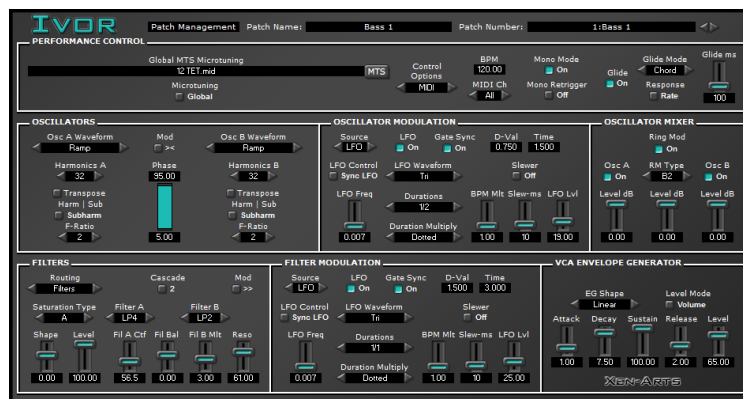 IVOR Patch Management Patch Name: Bass 1 Patch Number: 1:Bass 1
PERFORMANCE CONTROL
Global MTS Microtuning
12TET.mid MTS
Microtuning
Global
Control Options
MIDI
BPM
120.00
MIDI Ch
All
Mono Mode
On
Mono Retrigger
Off
Glide
On
Glide Mode
Chord
Response
Rate
Glide ms
100
OSCILLATORS
Osc A Waveform Mod Osc B Waveform
Ramp >< Ramp
Harmonics A Phase Harmonics B
32 95.00 32
Transpose Transpose
Harm | Sub Harm | Sub
Subharm Subharm
F-Ratio F-Ratio
2 5.00 2
OSCILLATOR MODULATION
Source LFO Gate Sync D-Val Time
LFO On On 0.750 1.500
LFO Control LFO Waveform Slewer
Sync LFO Tri Off
LFO Freq Durations BPM Mlt Slew-ms LFO Lvl
1/2
Duration Multiply
0.007 Dotted 1.00 10 19.00
OSCILLATOR MIXER
Ring Mod
On
Osc A RM Type Osc B
On B2 On
Level dB Level dB Level dB
0.00 0.00 0.00
FILTERS
Routing Cascade Mod
Filters 2 >>
Saturation Type Filter A Filter B
A LP4 LP2
Shape Level Fil A Ctf Fil Bal Fil B Mlt Reso
0.00 100.00 56.5 0.00 3.00 61.00
FILTER MODULATION
Source LFO Gate Sync D-Val Time
LFO On On 1.500 3.000
LFO Control LFO Waveform Slewer
Sync LFO Tri Off
LFO Freq Durations BPM Mlt Slew-ms LFO Lvl
1/1
Duration Multiply
0.007 Dotted 1.00 10 25.00
VCA ENVELOPE GENERATOR
EG Shape Level Mode
Linear Volume
Attack Decay Sustain Release Level
1.00 7.50 100.00 2.00 65.00
XEN-ARTS